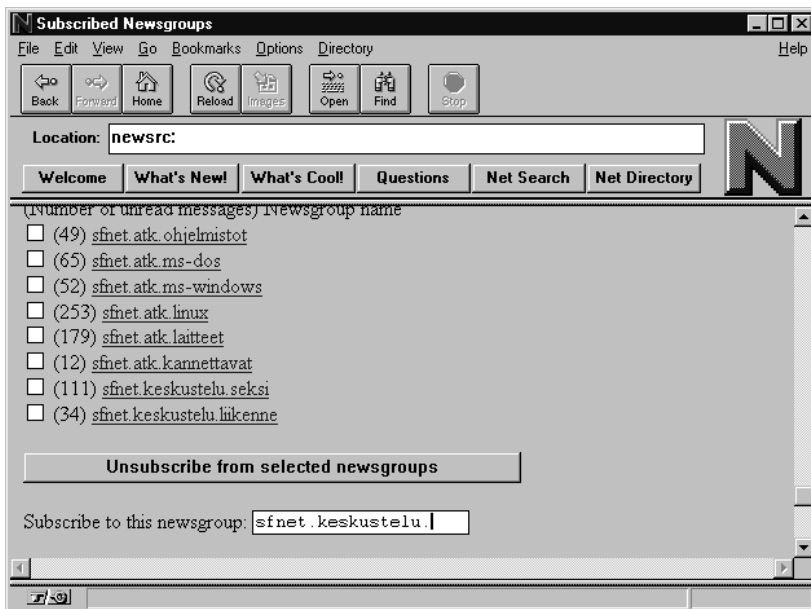 Subscribed Newsgroups
File Edit View Go Bookmarks Options Directory Help
Back Forward Home Reload Images Open Find Stop
Location: newsrc:
Welcome What's New! What's Cool! Questions Net Search Net Directory
(Number of unread messages) Newsgroup name
(49) sfnet.atk.ohjelmistot
(65) sfnet.atk.ms-dos
(52) sfnet.atk.ms-windows
(253) sfnet.atk.linux
(179) sfnet.atk.laitteet
(12) sfnet.atk.kannettavat
(111) sfnet.keskustelu.seksi
(34) sfnet.keskustelu.liikenne
Unsubscribe from selected newsgroups
Subscribe to this newsgroup: sfnet.keskustelu.